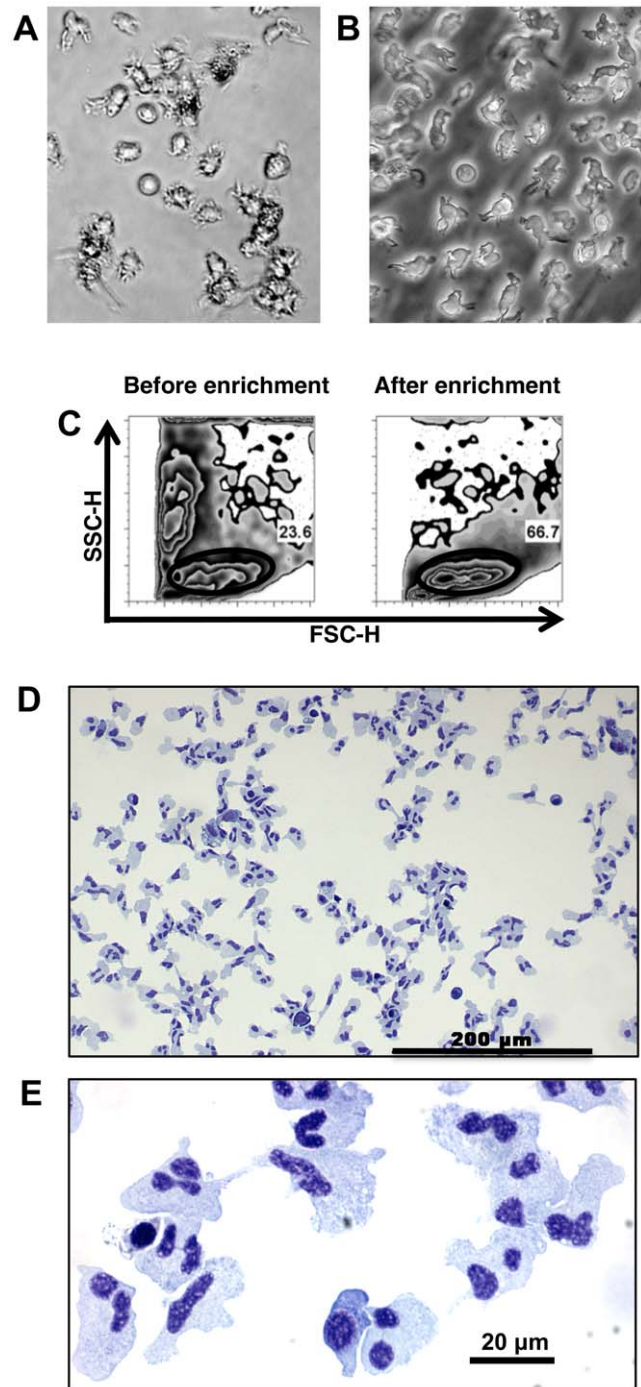 A
B
Before enrichment
After enrichment
C
SSC-H
23.6
66.7
FSC-H
D
200 µm
E
20 µm